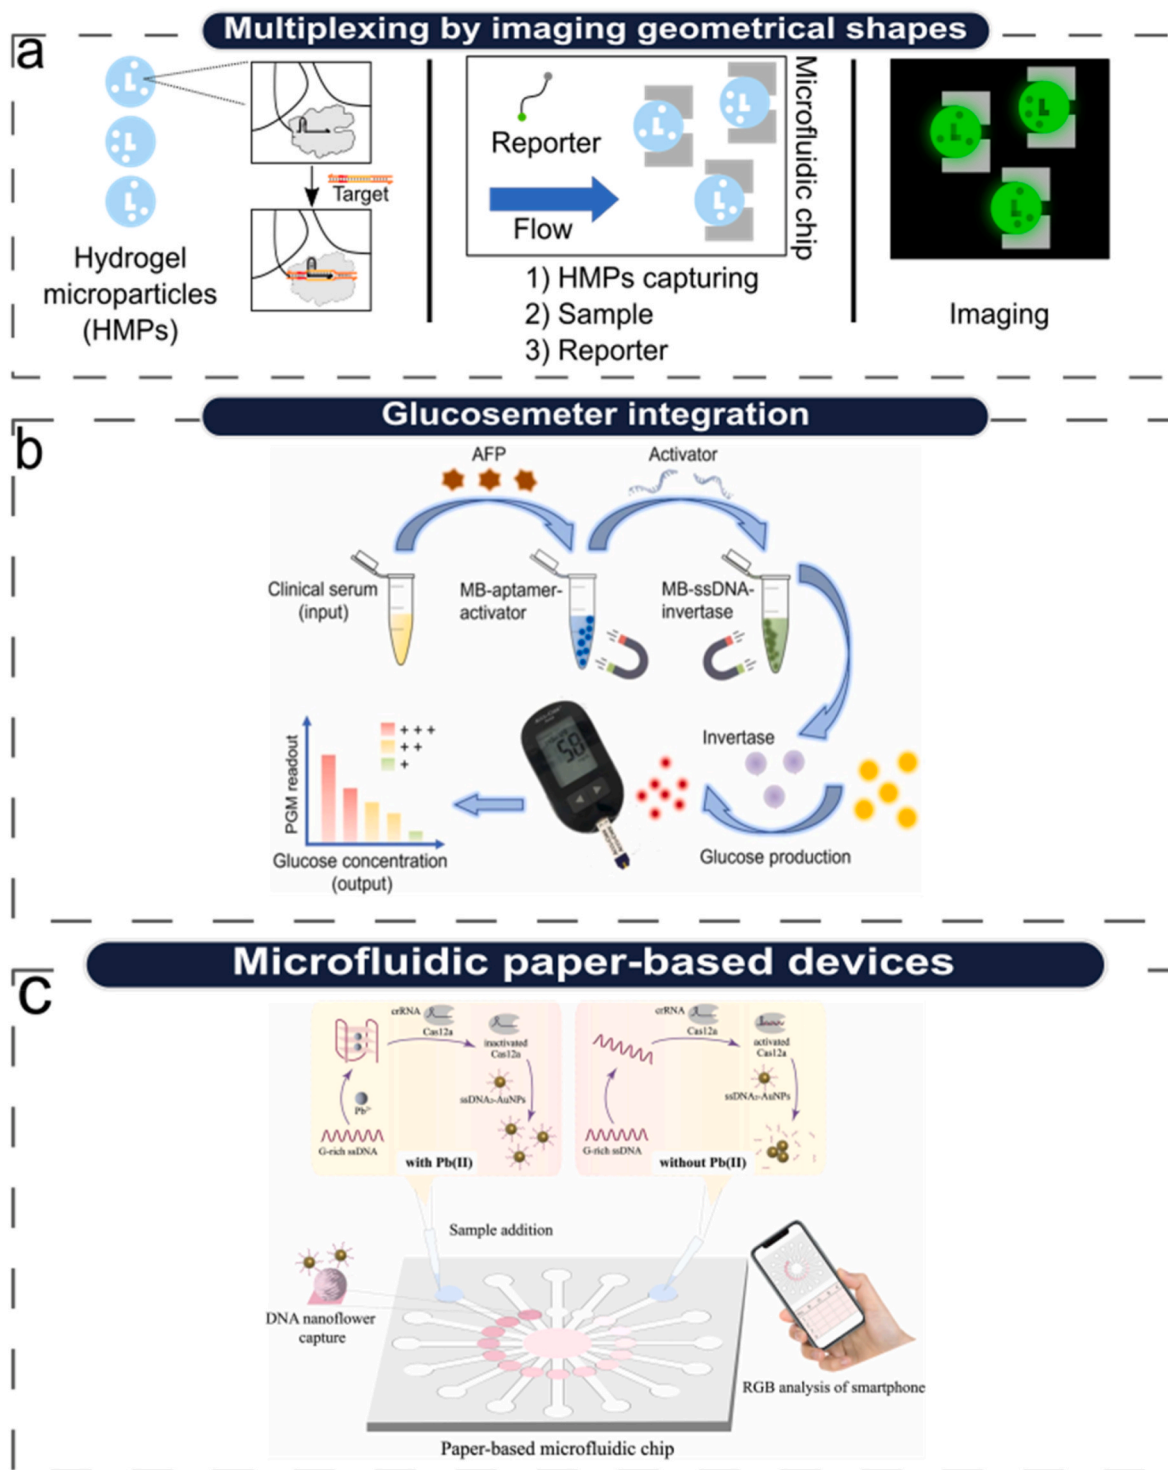 Multiplexing by imaging geometrical shapes
a
Hydrogel
microparticles
(HMPs)
Target
Reporter
Flow
Microfluidic chip
1) HMPs capturing
2) Sample
3) Reporter
Imaging
Glucosemeter integration
b
AFP
Activator
Clinical serum
(input)
MB-aptamer-
activator
MB-ssDNA-
invertase
Invertase
Glucose production
58
PGM readout
+ + +
+ +
+
Glucose concentration
(output)
Microfluidic paper-based devices
c
crRNA
Cas12a
inactivated
Cas12a
Pb²⁺
ssDNA₂-AuNPs
G-rich ssDNA
with Pb(II)
crRNA
Cas12a
activated
Cas12a
ssDNA₂-AuNPs
G-rich ssDNA
without Pb(II)
Sample addition
DNA nanoflower
capture
RGB analysis of smartphone
Paper-based microfluidic chip